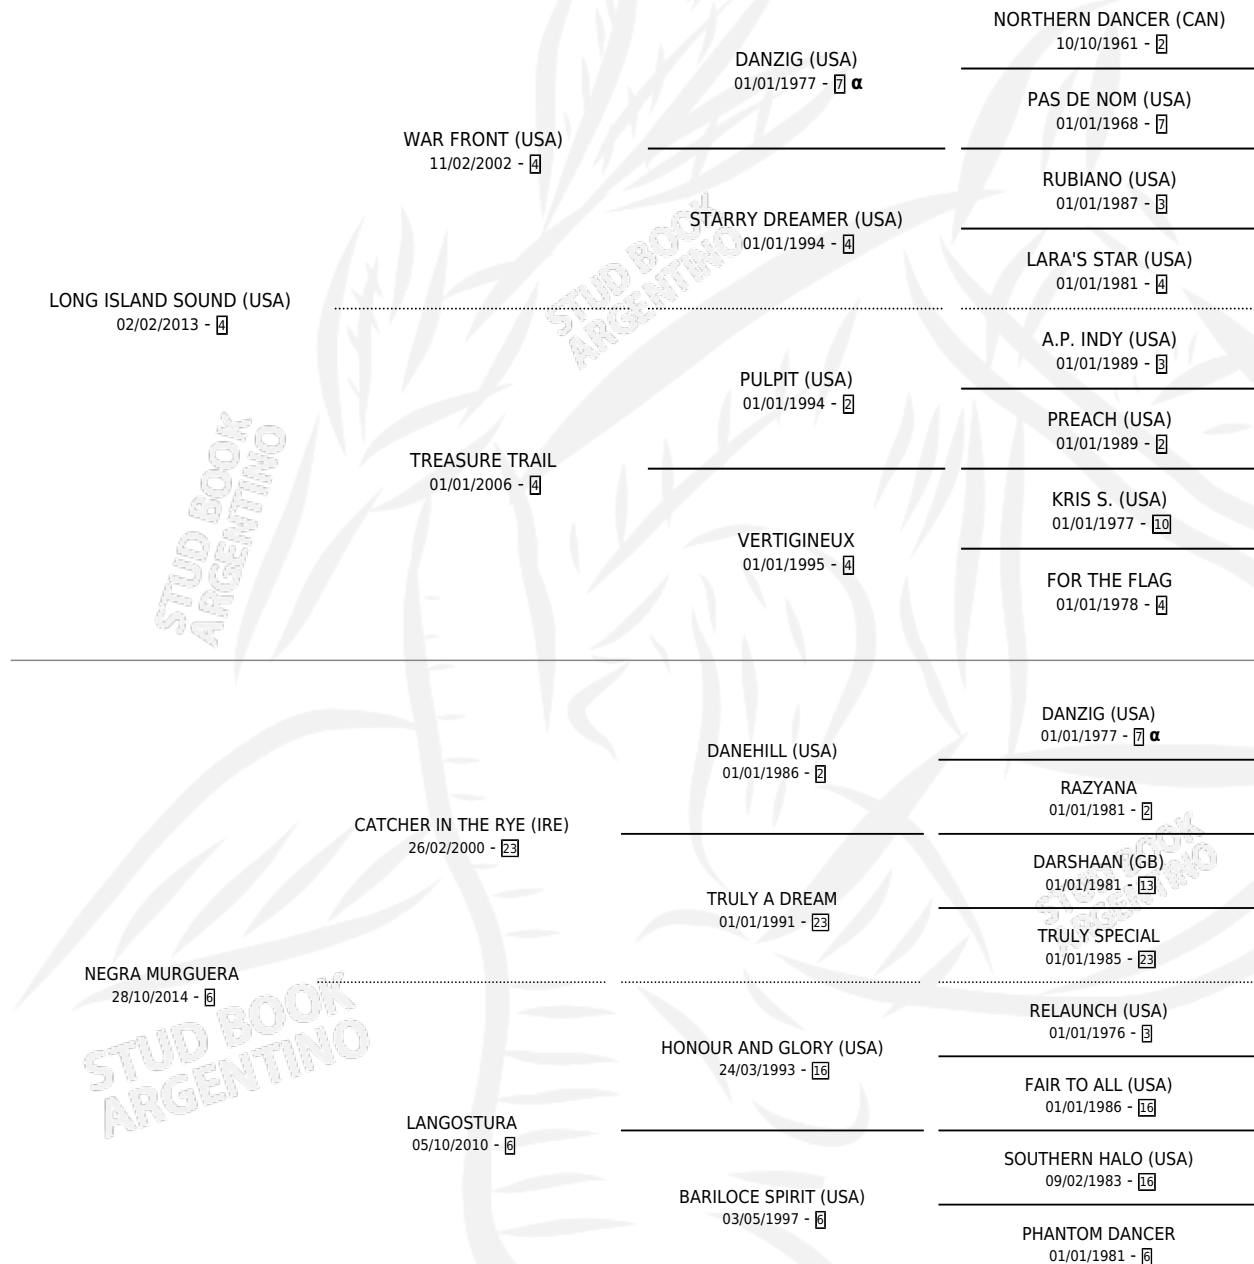 NORTHERN DANCER (CAN)
10/10/1961 - 2
DANZIG (USA)
01/01/1977 - 7 α
PAS DE NOM (USA)
01/01/1968 - 7
WAR FRONT (USA)
11/02/2002 - 4
RUBIANO (USA)
01/01/1987 - 3
STARRY DREAMER (USA)
01/01/1994 - 4
LARA'S STAR (USA)
01/01/1981 - 4
LONG ISLAND SOUND (USA)
02/02/2013 - 4
A.P. INDY (USA)
01/01/1989 - 3
PULPIT (USA)
01/01/1994 - 2
PREACH (USA)
01/01/1989 - 2
TREASURE TRAIL
01/01/2006 - 4
KRIS S. (USA)
01/01/1977 - 10
VERTIGINEUX
01/01/1995 - 4
FOR THE FLAG
01/01/1978 - 4
DANZIG (USA)
01/01/1977 - 7 α
DANEHILL (USA)
01/01/1986 - 2
RAZYANA
01/01/1981 - 2
CATCHER IN THE RYE (IRE)
26/02/2000 - 23
DARSHAAN (GB)
01/01/1981 - 13
TRULY A DREAM
01/01/1991 - 23
TRULY SPECIAL
01/01/1985 - 23
NEGRA MURGUERA
28/10/2014 - 6
RELAUNCH (USA)
01/01/1976 - 3
HONOUR AND GLORY (USA)
24/03/1993 - 16
FAIR TO ALL (USA)
01/01/1986 - 16
LANGOSTURA
05/10/2010 - 6
SOUTHERN HALO (USA)
09/02/1983 - 16
BARILOCE SPIRIT (USA)
03/05/1997 - 6
PHANTOM DANCER
01/01/1981 - 6
STUD BOOK
ARGENTINO
STUD BOOK
ARGENTINO
STUD BOOK
ARGENTINO
STUD BOOK
ARGENTINO